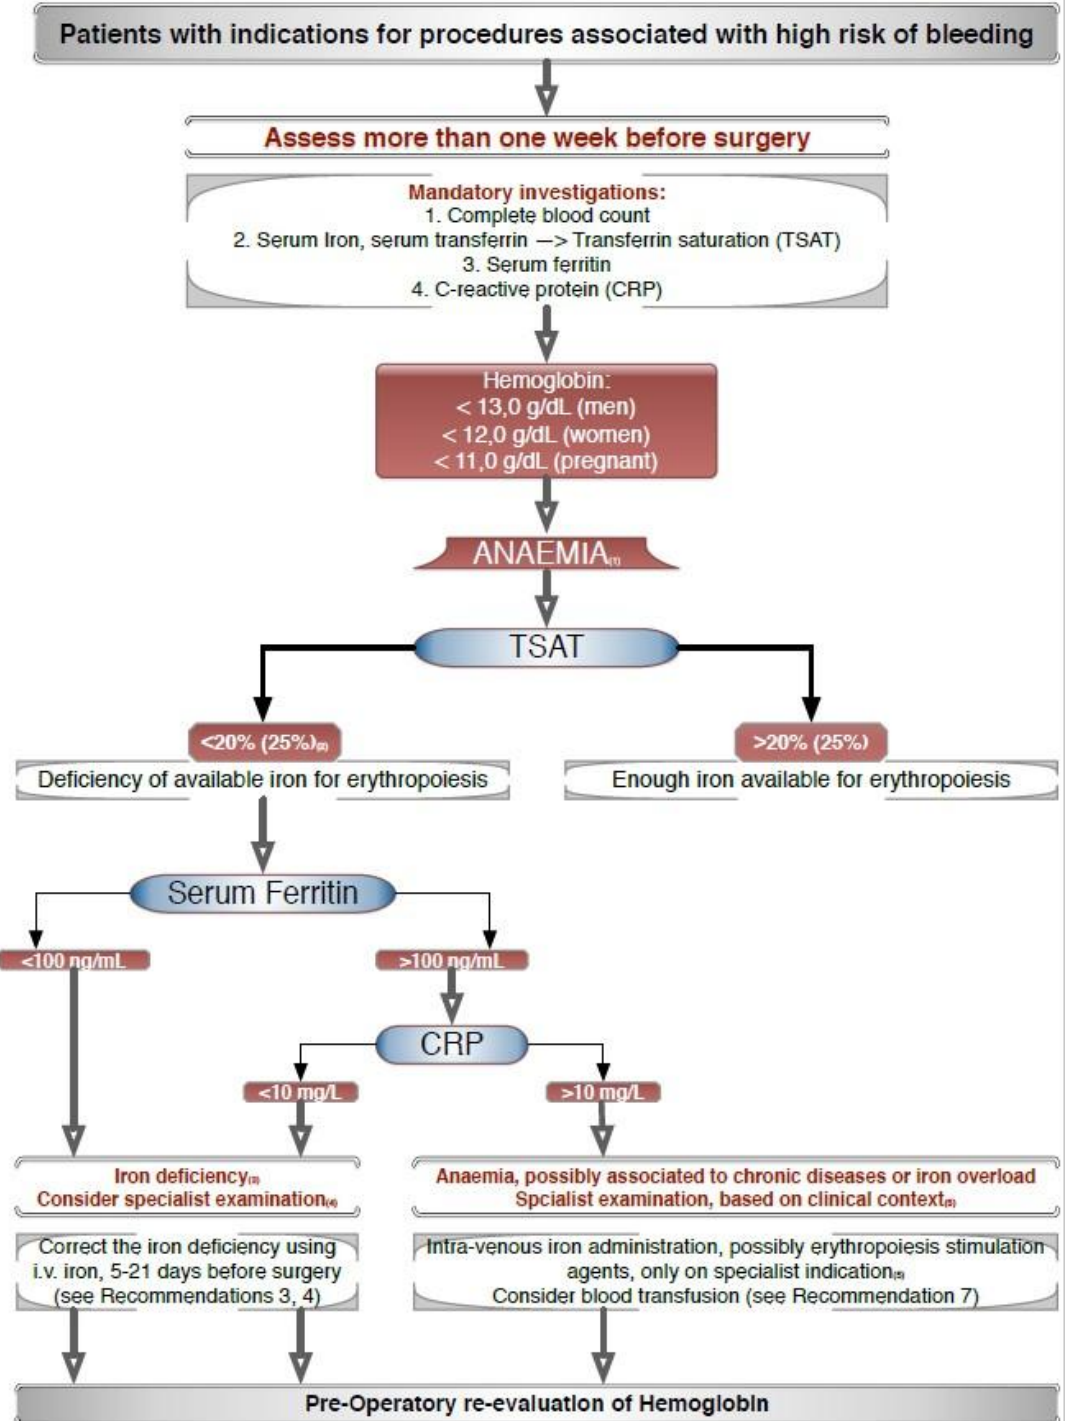 Patients with indications for procedures associated with high risk of bleeding
Assess more than one week before surgery
Mandatory investigations:
1. Complete blood count
2. Serum Iron, serum transferrin —> Transferrin saturation (TSAT)
3. Serum ferritin
4. C-reactive protein (CRP)
Hemoglobin:
< 13,0 g/dL (men)
< 12,0 g/dL (women)
< 11,0 g/dL (pregnant)
ANAEMIA(1)
TSAT
<20% (25%)(2)
>20% (25%)
Deficiency of available iron for erythropoiesis
Enough iron available for erythropoiesis
Serum Ferritin
<100 ng/mL
>100 ng/mL
CRP
<10 mg/L
>10 mg/L
Iron deficiency(3)
Consider specialist examination(4)
Anaemia, possibly associated to chronic diseases or iron overload
Spcialist examination, based on clinical context(5)
Correct the iron deficiency using
i.v. iron, 5-21 days before surgery
(see Recommendations 3, 4)
Intra-venous iron administration, possibly erythropoiesis stimulation
agents, only on specialist indication(5)
Consider blood transfusion (see Recommendation 7)
Pre-Operatory re-evaluation of Hemoglobin